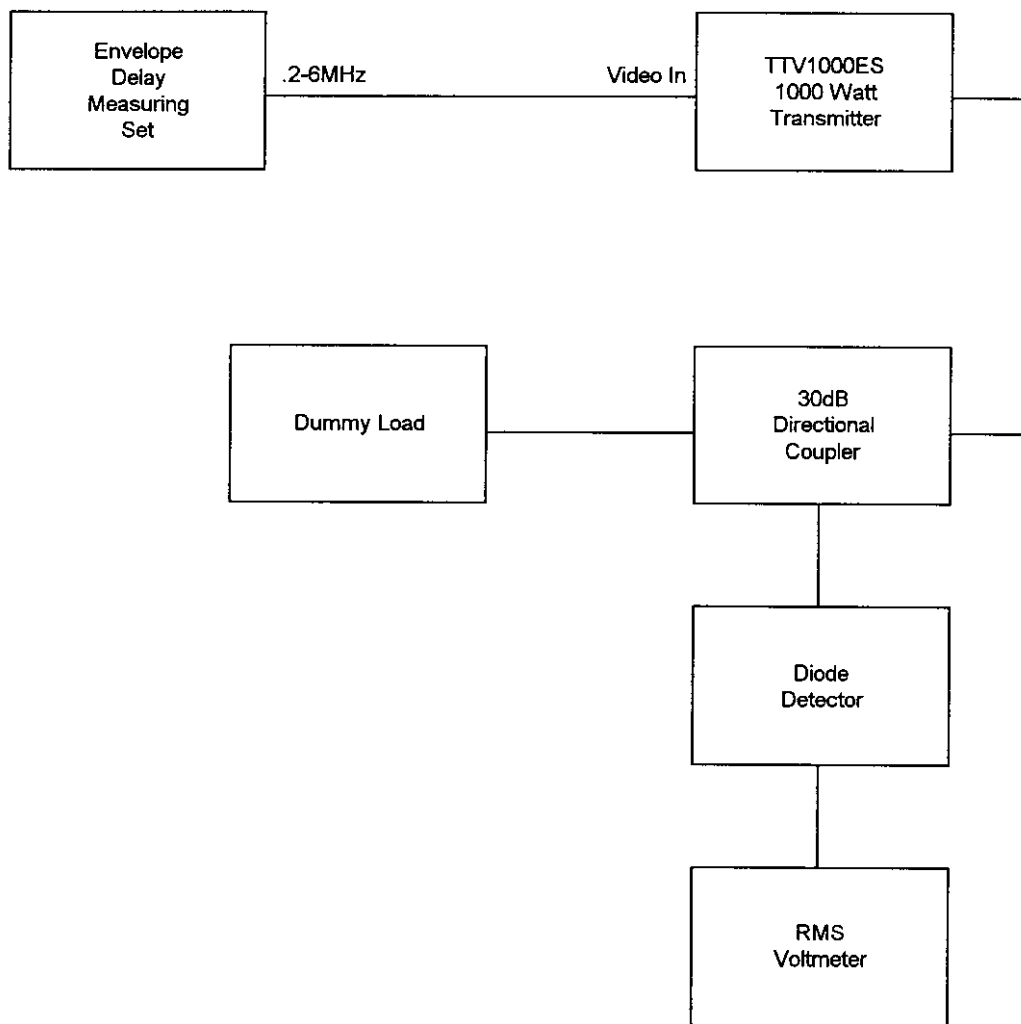 Envelope
Delay
Measuring
Set
.2-6MHz
Video In
TTV1000ES
1000 Watt
Transmitter
Dummy Load
30dB
Directional
Coupler
Diode
Detector
RMS
Voltmeter